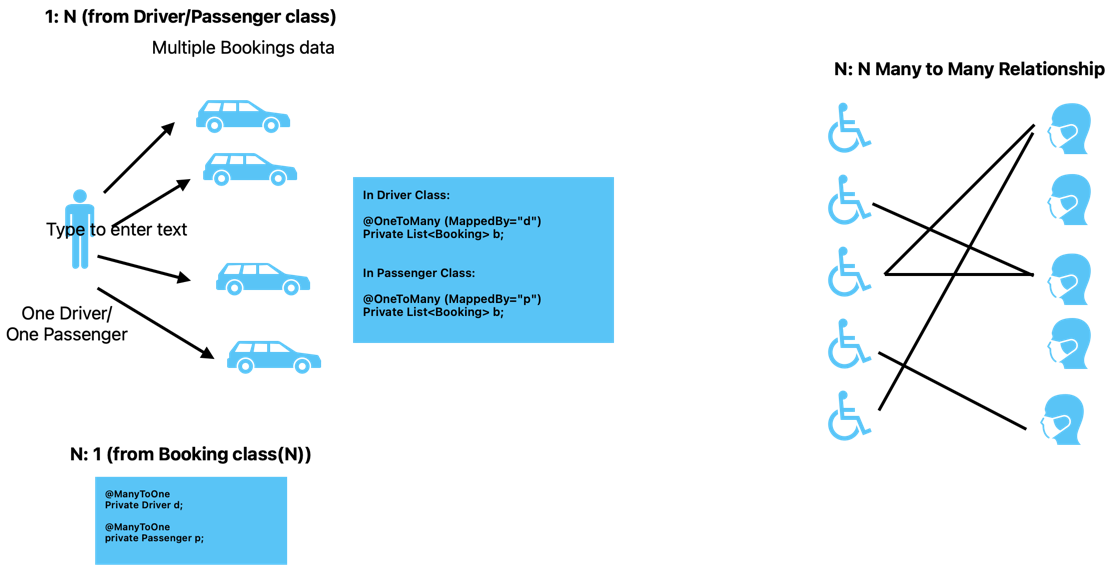 1: N (from Driver/Passenger class)
Multiple Bookings data
Type to enter text
One Driver/
One Passenger
In Driver Class:
@OneToMany (MappedBy="d")
Private List<Booking> b;
In Passenger Class:
@OneToMany (MappedBy="p")
Private List<Booking> b;
N: 1 (from Booking class(N))
@ManyToOne
Private Driver d;
@ManyToOne
private Passenger p;
N: N Many to Many Relationship